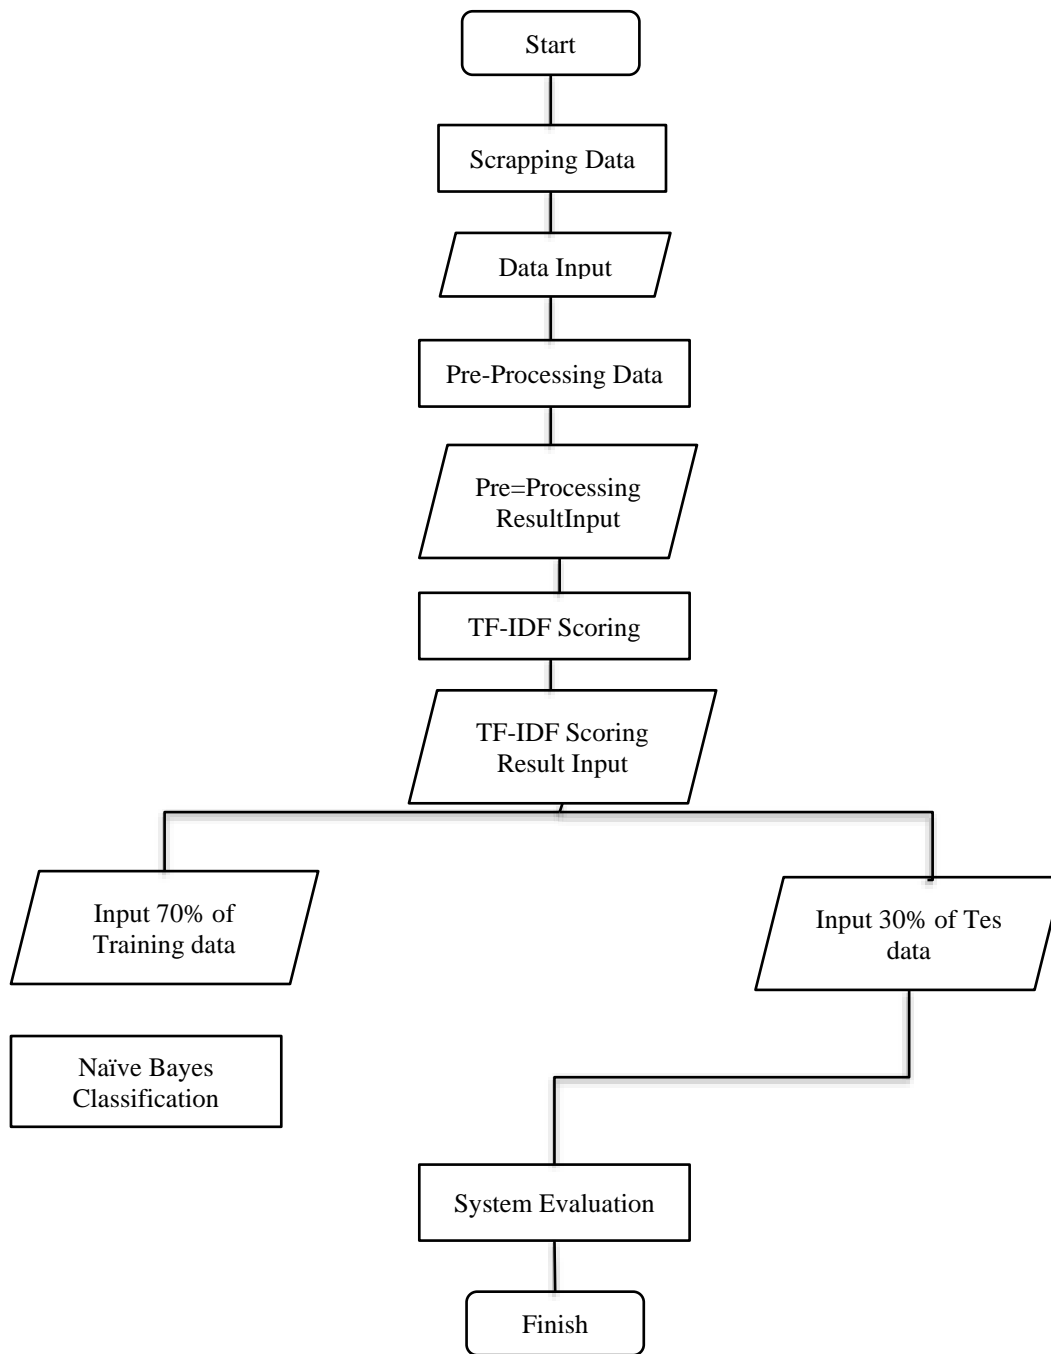 Start
Scrapping Data
Data Input
Pre-Processing Data
Pre=Processing
ResultInput
TF-IDF Scoring
TF-IDF Scoring
Result Input
Input 70% of
Training data
Input 30% of Tes
data
Naïve Bayes
Classification
System Evaluation
Finish